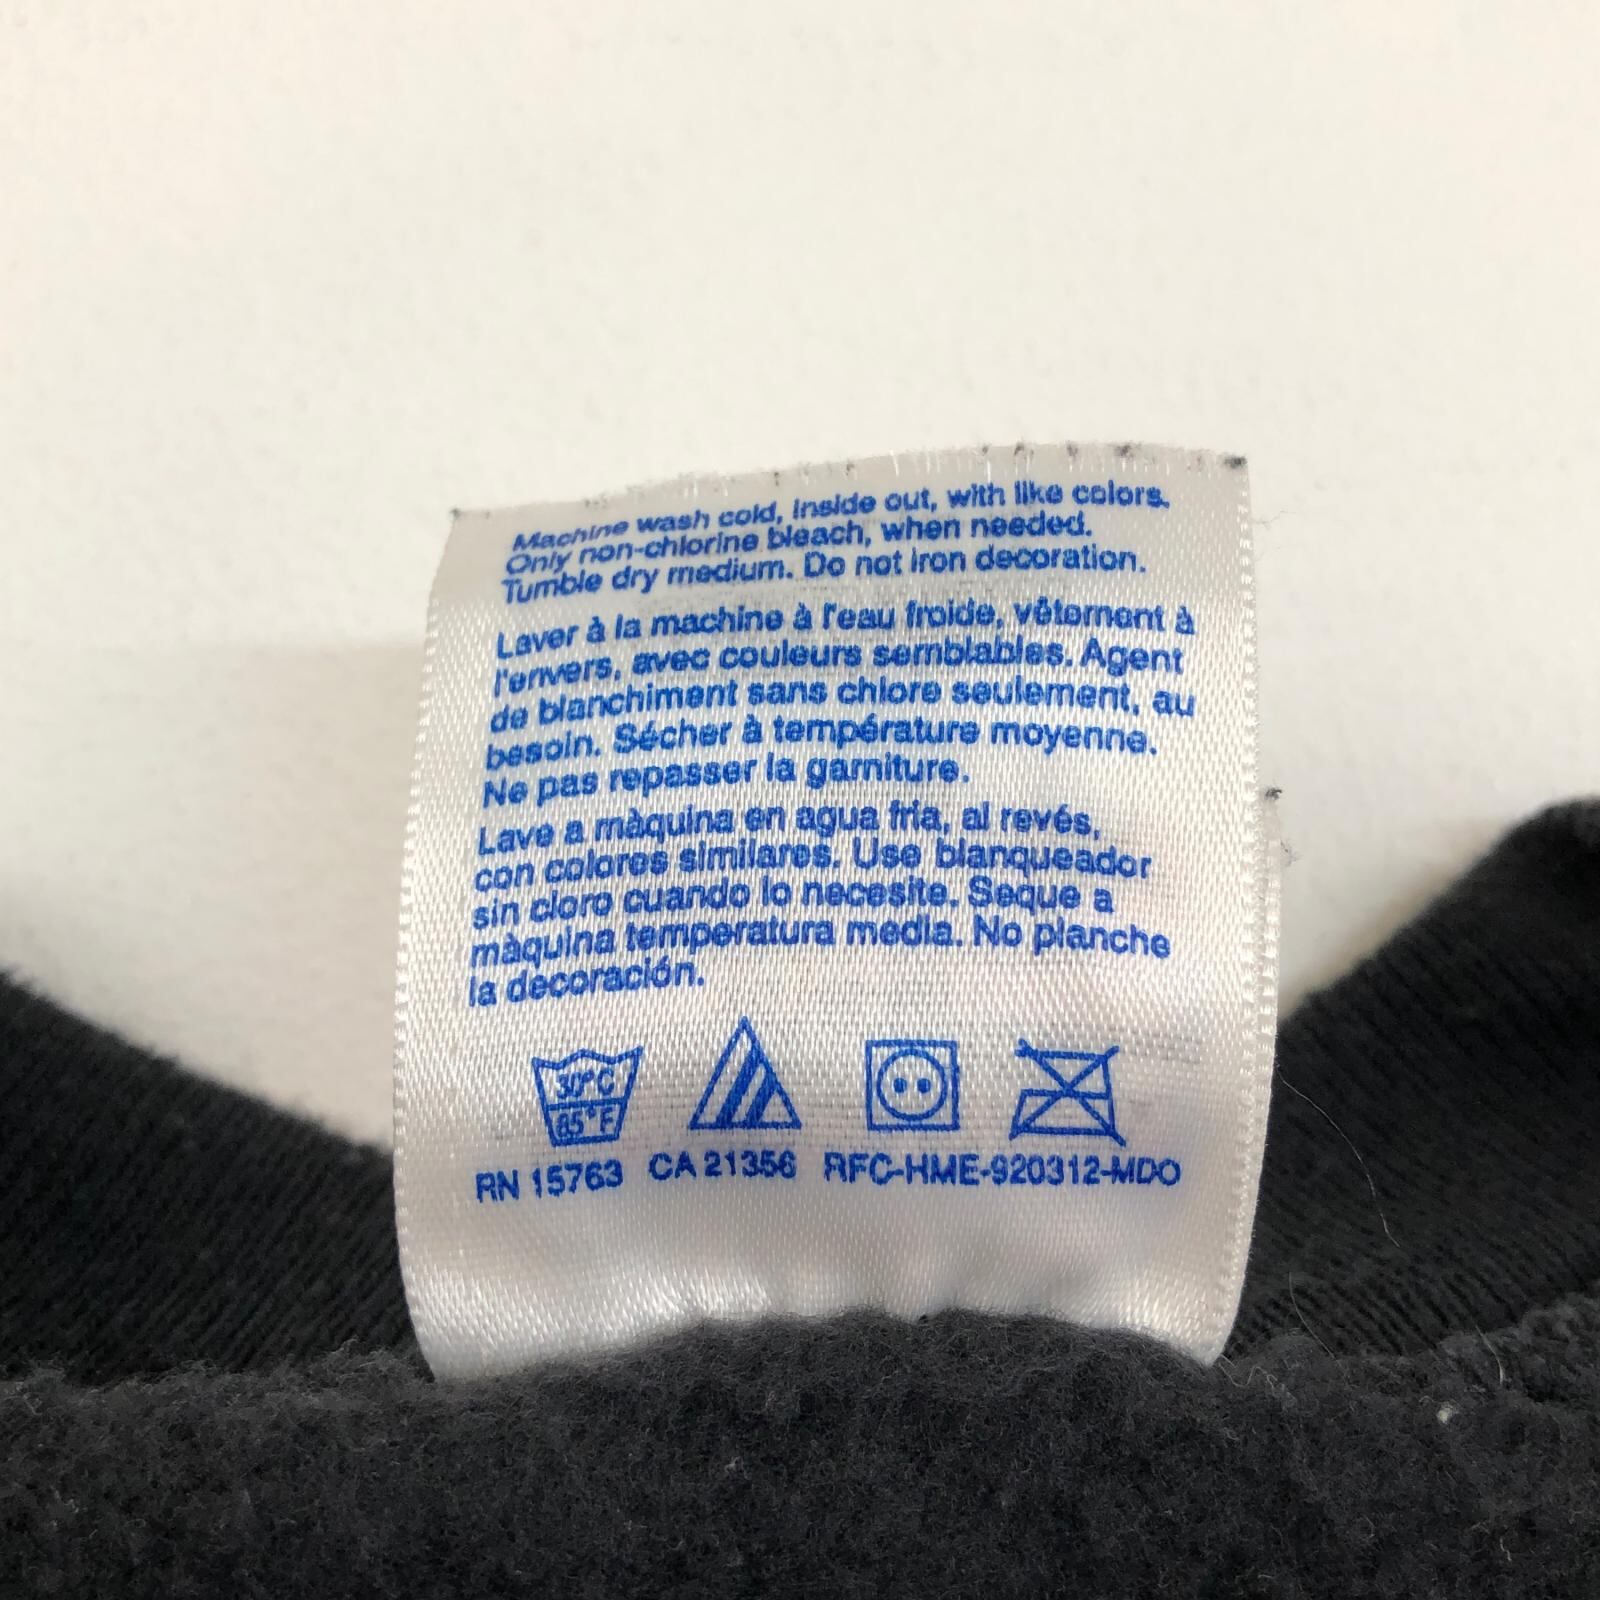 Machine wash cold, inside out, with like colors.
Only non-chlorine bleach, when needed.
Tumble dry medium. Do not iron decoration.
Laver à la machine à l'eau froide, vêtement à
l'envers, avec couleurs semblables. Agent
de blanchiment sans chlore seulement, au
besoin. Sécher à température moyenne.
Ne pas repasser la garniture.
Lave a màquina en agua fria, al revés,
con colores similares. Use blanqueador
sin cloro cuando lo necesite. Seque a
màquina temperatura media. No planche
la decoración.
30°C
85°F
RN 15763 CA 21356 RFC-HME-920312-MDO